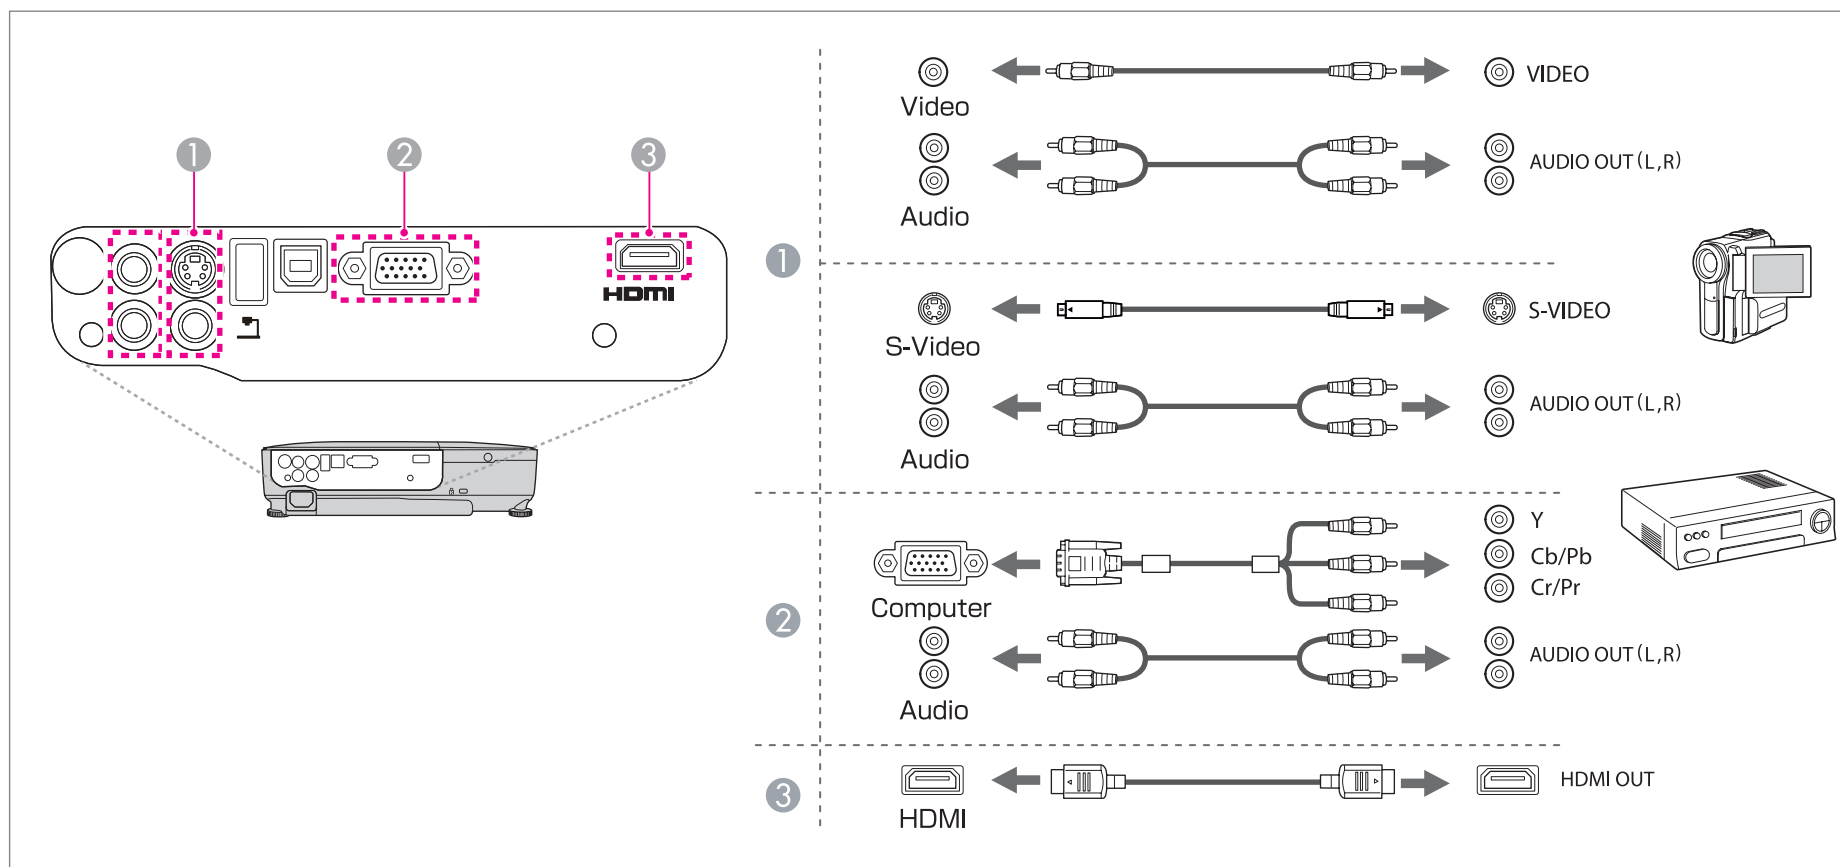 1
2
3
HDMI
1
Video
VIDEO
Audio
AUDIO OUT (L,R)
S-Video
S-VIDEO
Audio
AUDIO OUT (L,R)
2
Computer
Y
Cb/Pb
Cr/Pr
Audio
AUDIO OUT (L,R)
3
HDMI
HDMI OUT